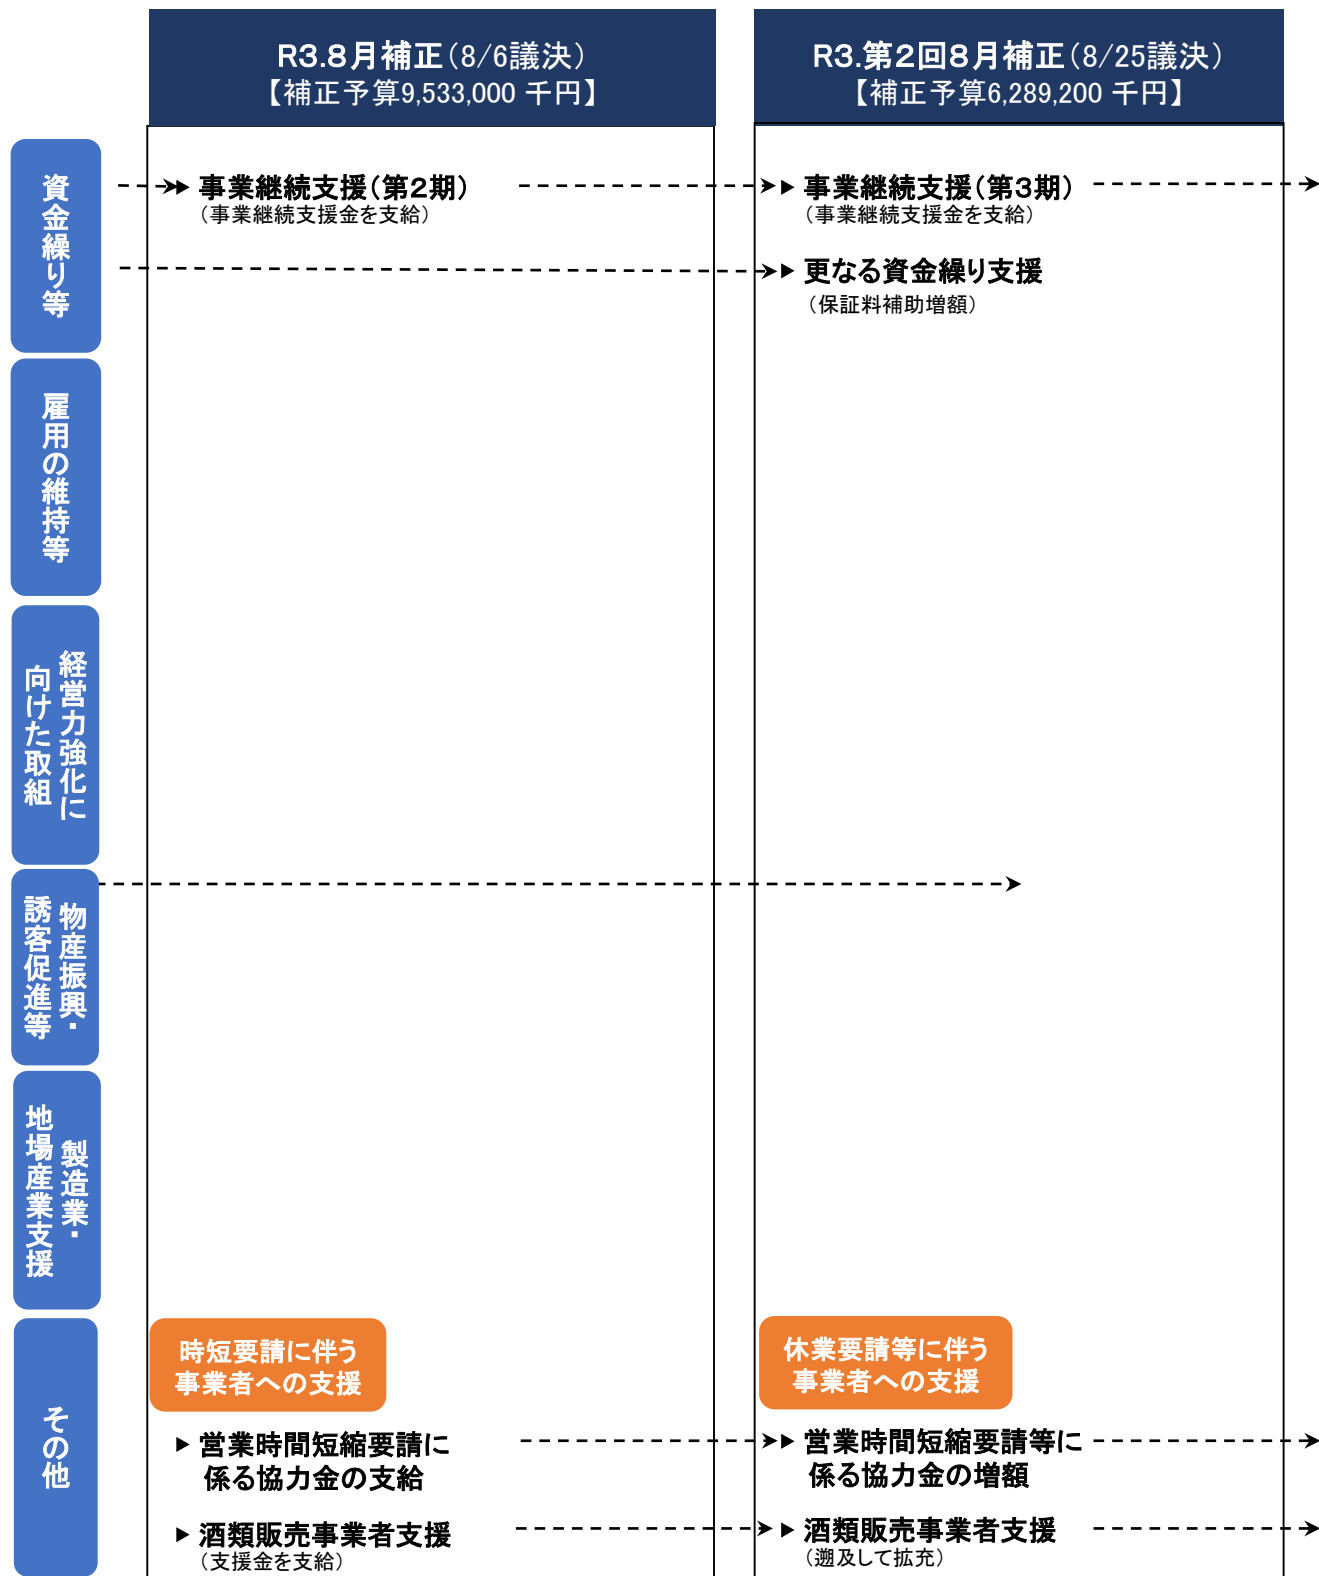 R3.8月補正(8/6議決)
【補正予算9,533,000 千円】
R3.第2回8月補正(8/25議決)
【補正予算6,289,200 千円】
資金繰り等
▶ 事業継続支援(第2期)
(事業継続支援金を支給)
▶ 事業継続支援(第3期)
(事業継続支援金を支給)
▶ 更なる資金繰り支援
(保証料補助増額)
雇用の維持等
経営力強化に
向けた取組
物産振興・
誘客促進等
製造業・
地場産業支援
その他
時短要請に伴う
事業者への支援
▶ 営業時間短縮要請に
係る協力金の支給
▶ 酒類販売事業者支援
(支援金を支給)
休業要請等に伴う
事業者への支援
▶ 営業時間短縮要請等に
係る協力金の増額
▶ 酒類販売事業者支援
(遡及して拡充)